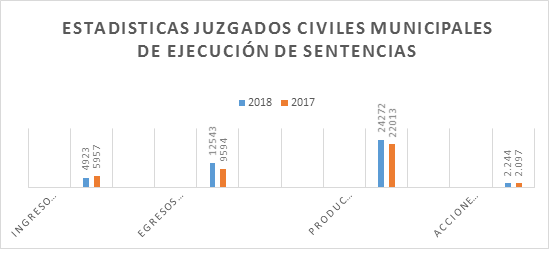 ESTADISTICAS JUZGADOS CIVILES MUNICIPALES
DE EJECUCIÓN DE SENTENCIAS
2018 2017
4923 5957 12543 9594 24272 22013 2.244 2.097
INGRESO... EGRESOS... PRODUC... ACCIONE...